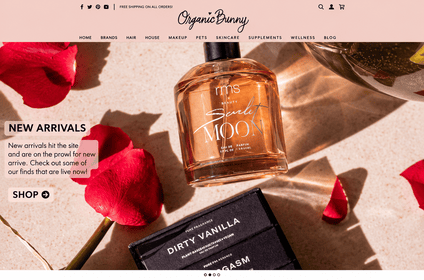 FREE SHIPPING ON ALL ORDERS!
Organic Bunny
HOME BRANDS HAIR HOUSE MAKEUP PETS SKINCARE SUPPLEMENTS WELLNESS BLOG
rms
BEAUTY
Scarlet
MOON
NEW ARRIVALS
New arrivals hit the site
and are on the prowl for new
arrive. Check out some of
our finds that are live now!
SHOP
DIRTY VANILLA